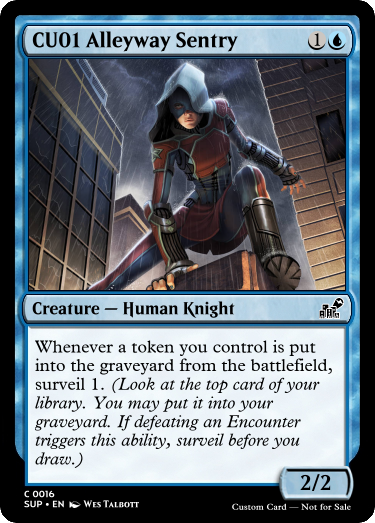 CU01 Alleyway Sentry 1
Creature — Human Knight
Whenever a token you control is put
into the graveyard from the battlefield,
surveil 1. (Look at the top card of your
library. You may put it into your
graveyard. If defeating an Encounter
triggers this ability, surveil before you
draw.)
2/2
C 0016
SUP • EN Wes Talbott
Custom Card — Not for Sale